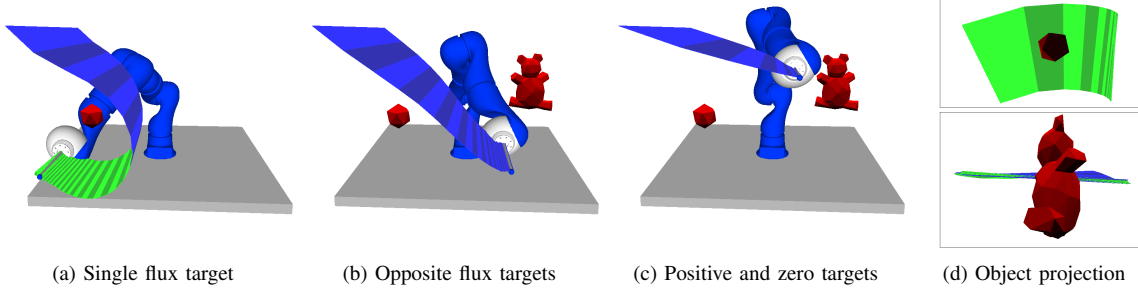 (a) Single flux target
(b) Opposite flux targets
(c) Positive and zero targets
(d) Object projection